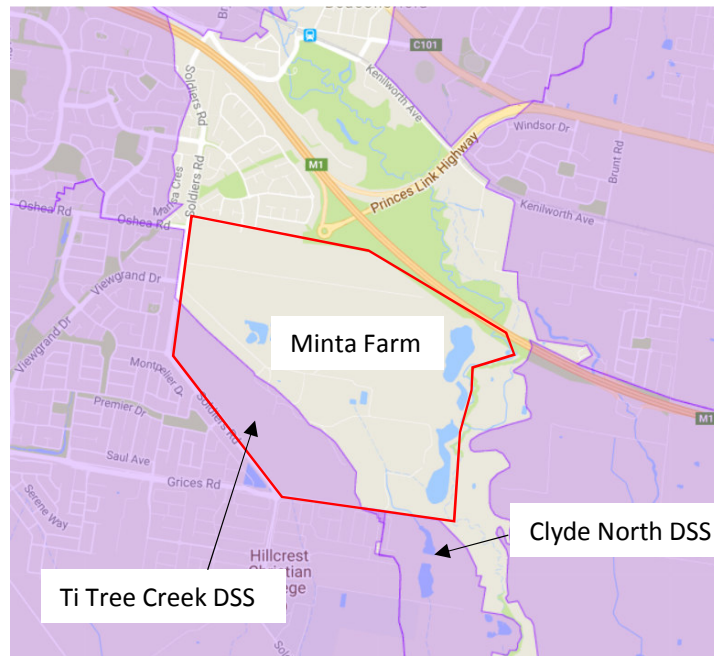 C101
Kenilworth Ave
Soldiers Rd
Windsor Dr
Brunt Rd
Princes Link Highway
M1
Soldiers Rd
Kenilworth Ave
Oshea Rd
Oshea Rd
Viewgrand Dr
Minta Farm
Viewgrand Dr
Montpelier D
Premier Dr
Soldiers Rd
M1
Saul Ave
Grices Rd
Serene Way
Clyde North DSS
Hillcrest
Christian
College
Ti Tree Creek DSS